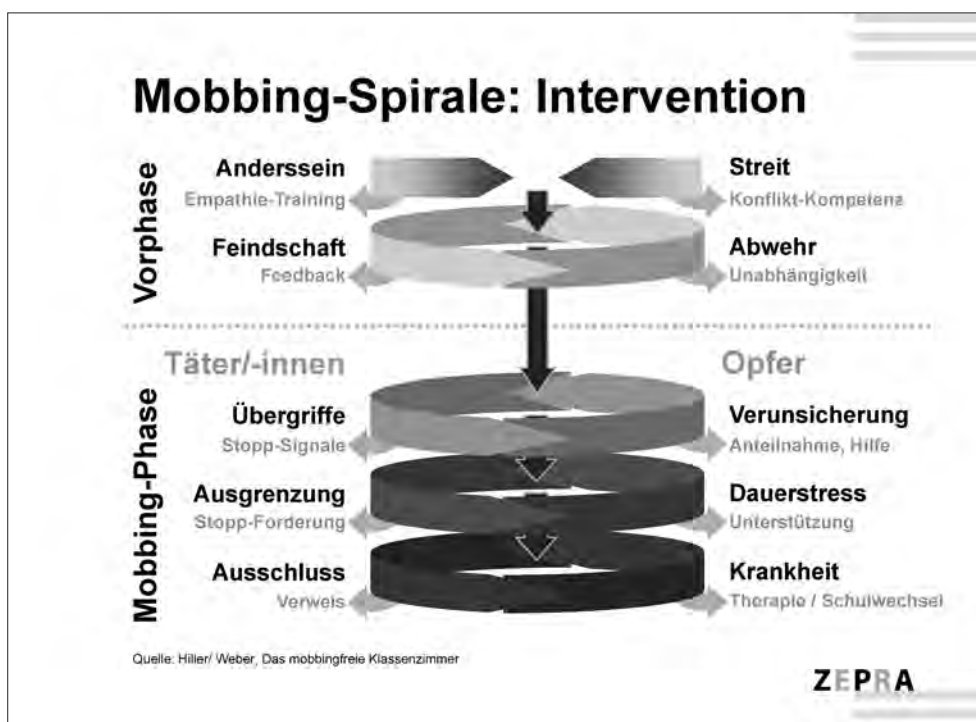 Mobbing-Spirale: Intervention
Vorphase
Anderssein
Empathie-Training
Streit
Konflikt-Kompetenz
Feindschaft
Feedback
Abwehr
Unabhängigkeit
Mobbing-Phase
Täter/-innen
Opfer
Übergriffe
Stopp-Signale
Verunsicherung
Anteilnahme, Hilfe
Ausgrenzung
Stopp-Forderung
Dauerstress
Unterstützung
Ausschluss
Verweis
Krankheit
Therapie / Schulwechsel
Quelle: Hiller/ Weber, Das mobbingfreie Klassenzimmer
ZEPRA